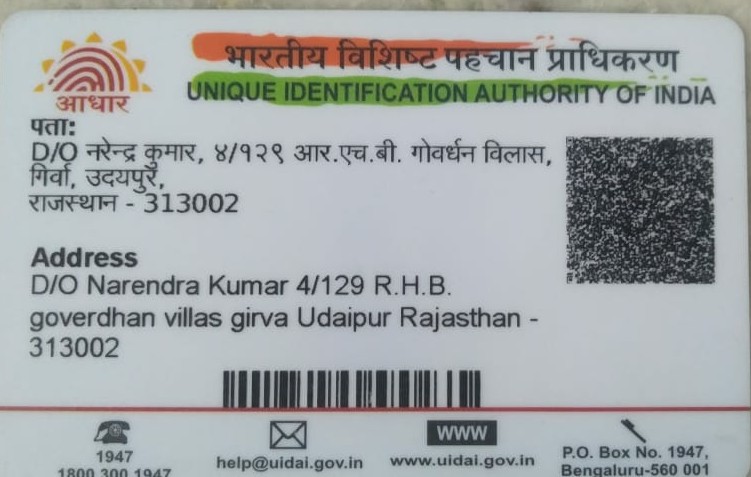 भारतीय विशिष्ट पहचान प्राधिकरण
आधार
UNIQUE IDENTIFICATION AUTHORITY OF INDIA
पता:
D/O नरेन्द्र कुमार, ४/१२९ आर.एच.बी. गोवर्धन विलास,
गिर्वा, उदयपुर,
राजस्थान - 313002
Address
D/O Narendra Kumar 4/129 R.H.B.
goverdhan villas girva Udaipur Rajasthan -
313002
WWW
1947
1800 300 1947
help@uidai.gov.in
www.uidai.gov.in
P.O. Box No. 1947,
Bengaluru-560 001